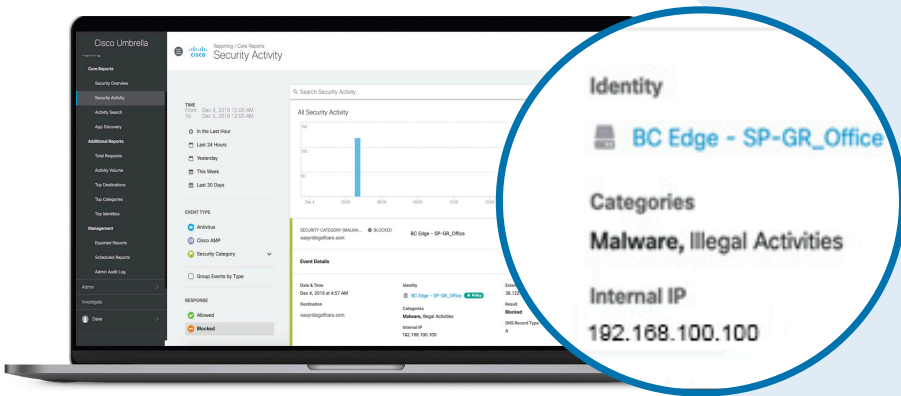 Cisco Umbrella
Reporting
Core Reports
Security Overview
Security Activity
Activity Search
App Discovery
Additional Reports
Total Requests
Activity Volume
Top Destinations
Top Categories
Top Identities
Management
Exported Reports
Scheduled Reports
Admin Audit Log
Admin
Investigate
Dave
cisco
Reporting / Core Reports
Security Activity
TIME
From: Dec 4, 2019 12:00 AM
To: Dec 5, 2019 12:00 AM
In the Last Hour
Last 24 Hours
Yesterday
This Week
Last 30 Days
EVENT TYPE
Antivirus
Cisco AMP
Security Category
Group Events by Type
RESPONSE
Allowed
Blocked
Search Security Activity
All Security Activity
100
Dec 4
SECURITY CATEGORY (MALWA... BLOCKED
BC Edge - SP-GR_Office
Event Details
Date & Time
Dec 4, 2019 at 4:57 AM
Destination
Identity
BC Edge - SP-GR_Office
Policy
Categories
Malware, Illegal Activities
Internal IP
192.168.100.100
Result
Blocked
DNS Record Type
A
Identity
BC Edge - SP-GR_Office
Categories
Malware, Illegal Activities
Internal IP
192.168.100.100